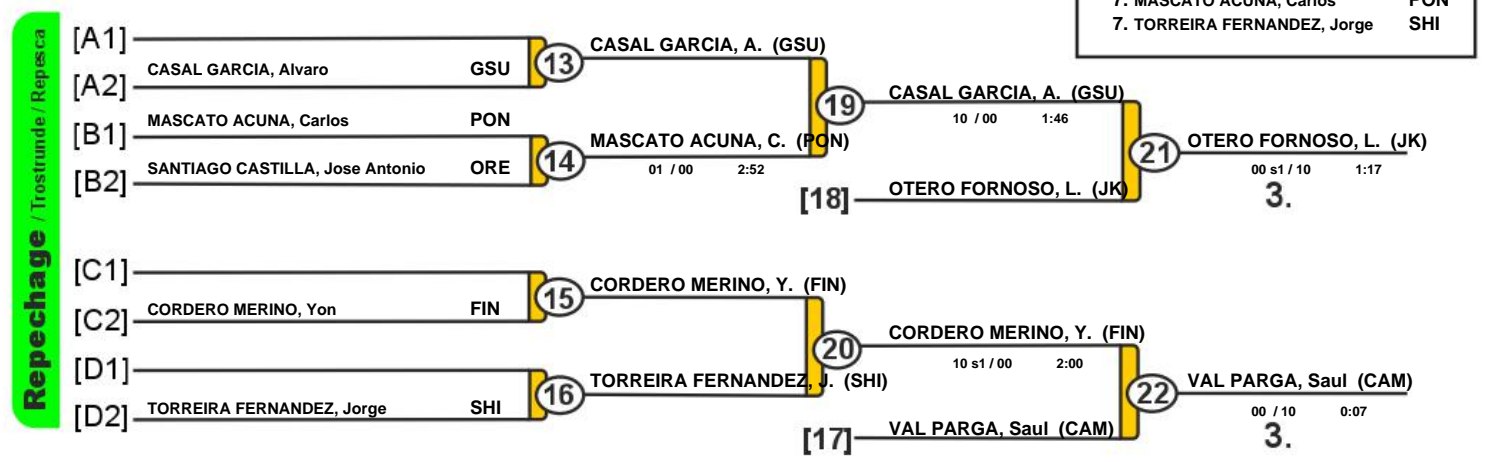 7. MASCATO ACUNA, Carlos PON
7. TORREIRA FERNANDEZ, Jorge SHI
Repechage / Trostrunde / Repesca
[A1]
CASAL GARCIA, A. (GSU)
CASAL GARCIA, Alvaro GSU 13
[A2]
19 CASAL GARCIA, A. (GSU)
10 / 00 1:46
MASCATO ACUNA, Carlos PON
[B1]
MASCATO ACUNA, C. (PON)
21 OTERO FORNOSO, L. (JK)
SANTIAGO CASTILLA, Jose Antonio ORE 14
01 / 00 2:52
00 s1 / 10 1:17
[B2]
[18] OTERO FORNOSO, L. (JK)
3.
[C1]
CORDERO MERINO, Y. (FIN)
CORDERO MERINO, Yon FIN 15
[C2]
20 CORDERO MERINO, Y. (FIN)
10 s1 / 00 2:00
[D1]
TORREIRA FERNANDEZ, J. (SHI)
22 VAL PARGA, Saul (CAM)
TORREIRA FERNANDEZ, Jorge SHI 16
00 / 10 0:07
[D2]
[17] VAL PARGA, Saul (CAM)
3.